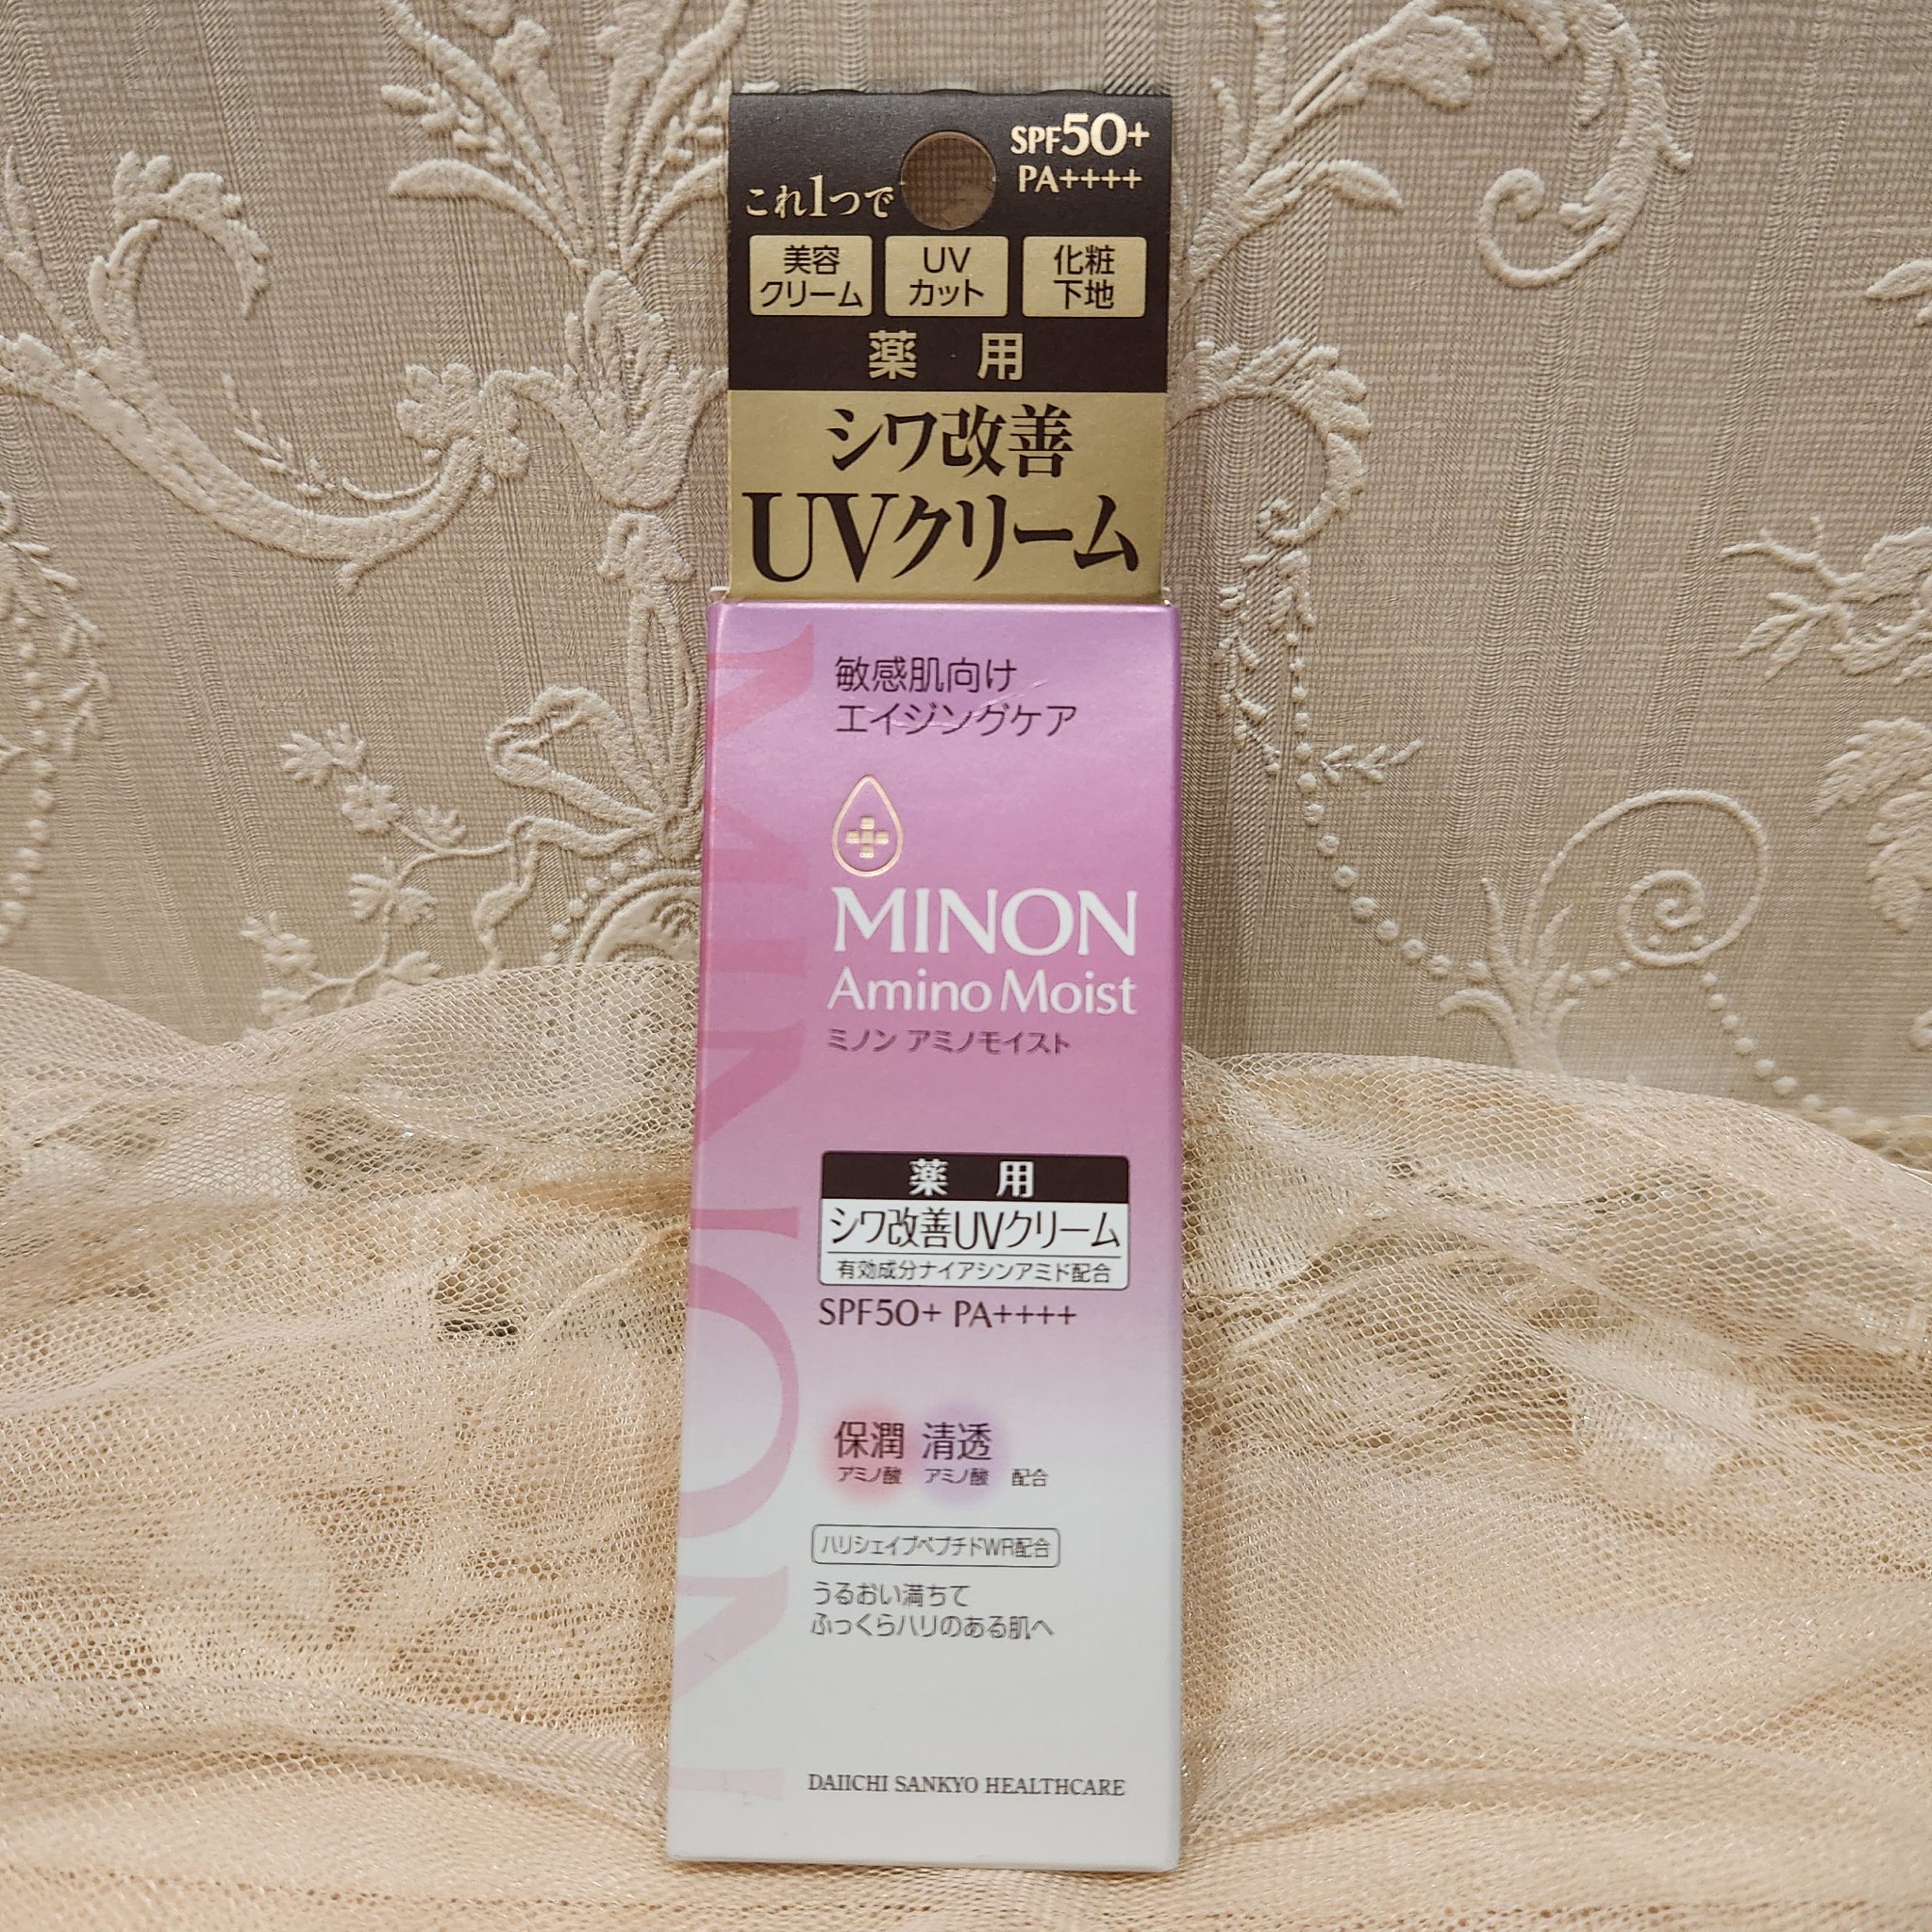 SPF50+
PA++++
これ1つで
美容
クリーム
UV
カット
化粧
下地
薬 用
シワ改善
UVクリーム
敏感肌向け
エイジングケア
MINON
Amino Moist
ミノン アミノモイスト
薬 用
シワ改善UVクリーム
有効成分ナイアシンアミド配合
SPF50+ PA++++
保潤 清透
アミノ酸 アミノ酸 配合
ハリシェイプペプチドWR配合
うるおい満ちて
ふっくらハリのある肌へ
DAIICHI SANKYO HEALTHCARE
MINON